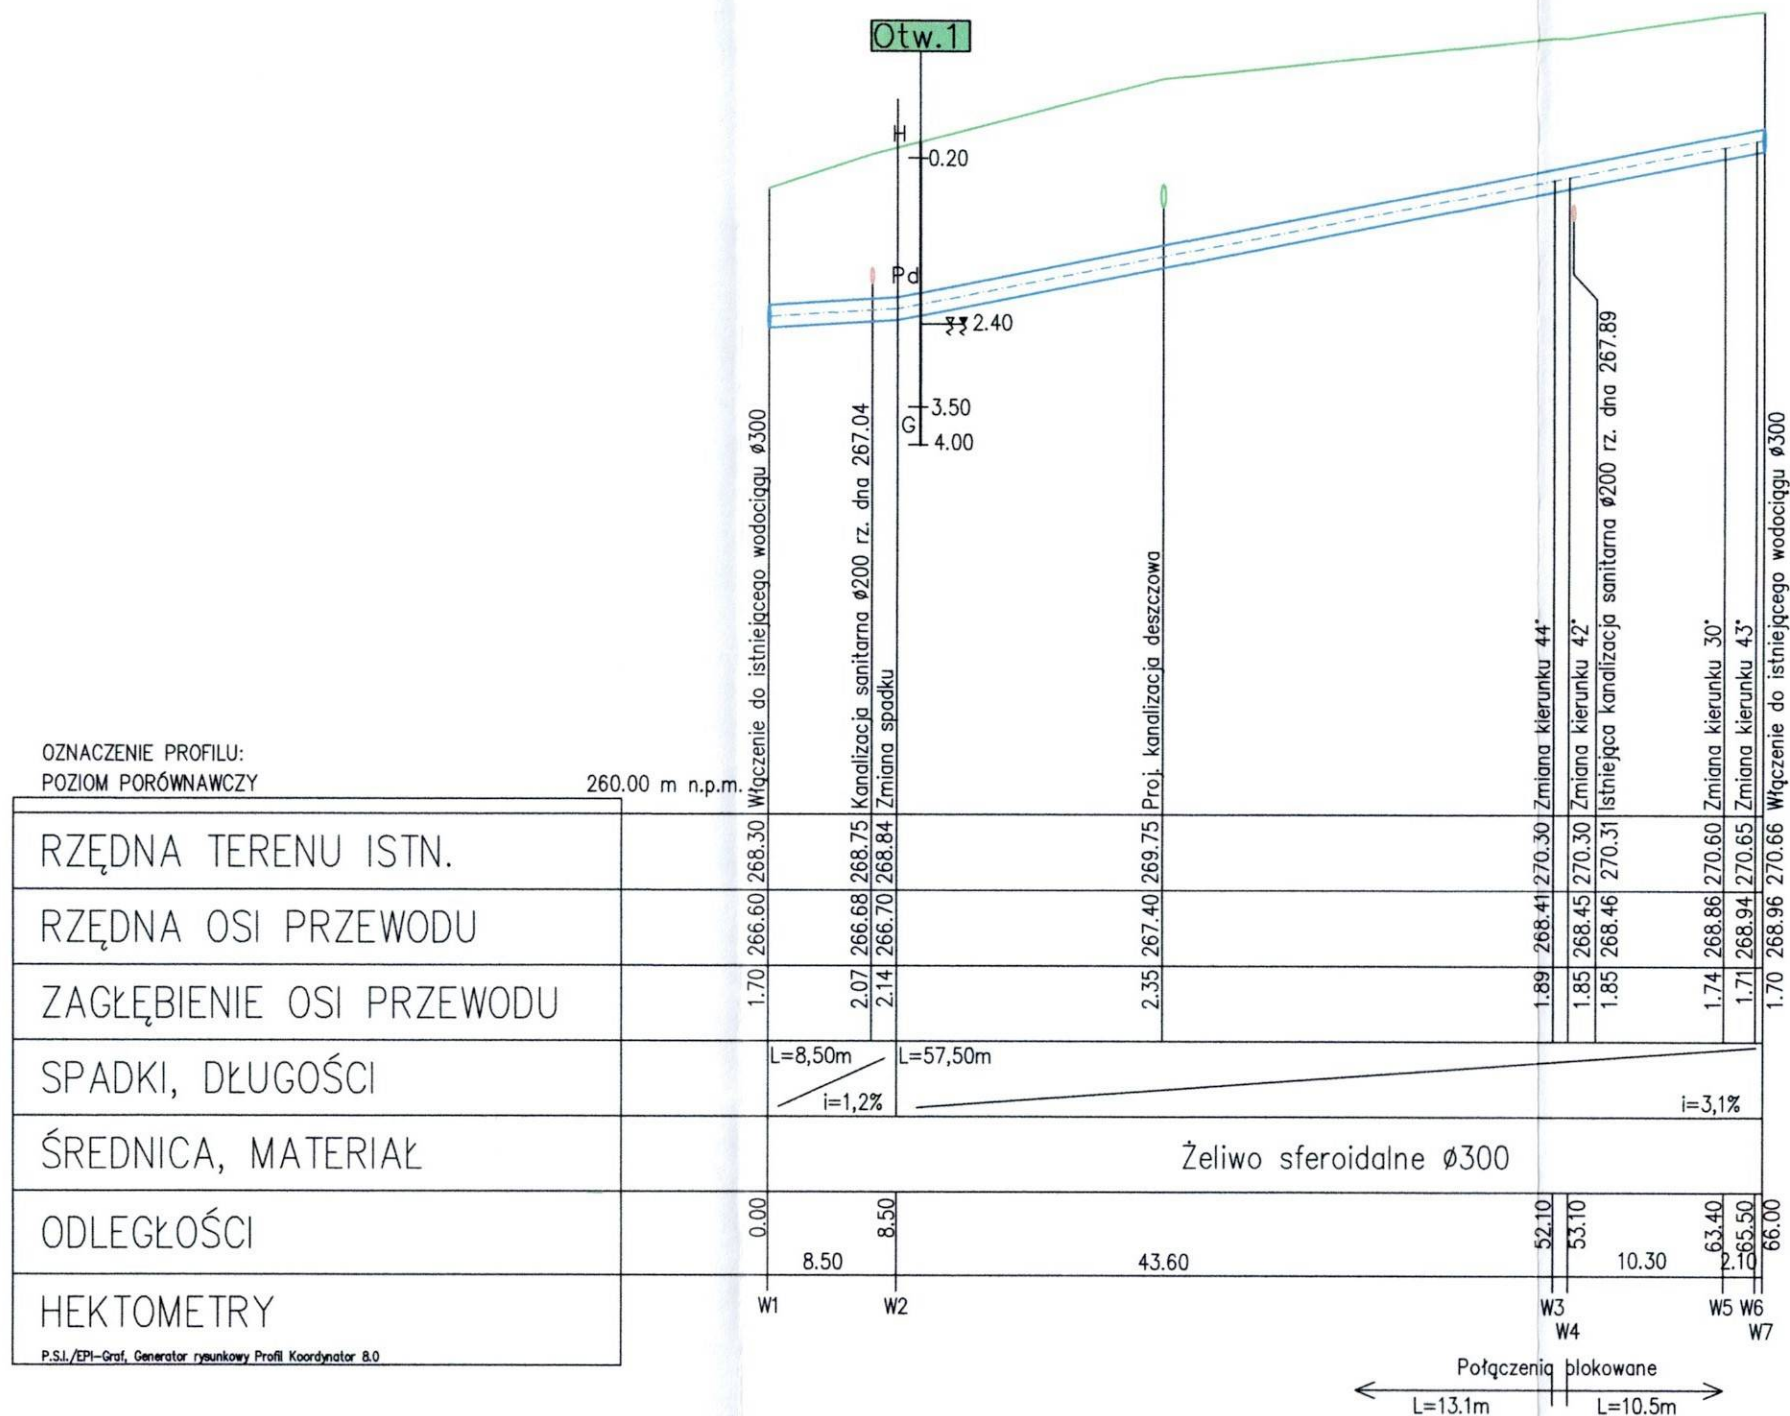 Otw.1
H
0.20
Pd
2.40
3.50
G
4.00
Włączenie do istniejącego wodociągu ø300
Kanalizacja sanitarna ø200 rz. dna 267.04
Zmiana spadku
Proj. kanalizacja deszczowa
Zmiana kierunku 44°
Zmiana kierunku 42°
Istniejąca kanalizacja sanitarna ø200 rz. dna 267.89
Zmiana kierunku 30°
Zmiana kierunku 43°
Włączenie do istniejącego wodociągu ø300
OZNACZENIE PROFILU:
POZIOM PORÓWNAWCZY 260.00 m n.p.m.
RZĘDNA TERENU ISTN. 268.30 268.75 268.84 269.75 270.30 270.30 270.31 270.60 270.65 270.66
RZĘDNA OSI PRZEWODU 266.60 266.68 266.70 267.40 268.41 268.45 268.46 268.86 268.94 268.96
ZAGŁĘBIENIE OSI PRZEWODU 1.70 2.07 2.14 2.35 1.89 1.85 1.85 1.74 1.71 1.70
SPADKI, DŁUGOŚCI L=8,50m i=1,2% L=57,50m i=3,1%
ŚREDNICA, MATERIAŁ Żeliwo sferoidalne ø300
ODLEGŁOŚCI 0.00 8.50 52.10 53.10 63.40 65.50 66.00
8.50 43.60 10.30 2.10
HEKTOMETRY W1 W2 W3 W4 W5 W6 W7
P.S.I./EPI-Graf, Generator rysunkowy Profil Koordynator 8.0
Połączenia blokowane
L=13.1m L=10.5m